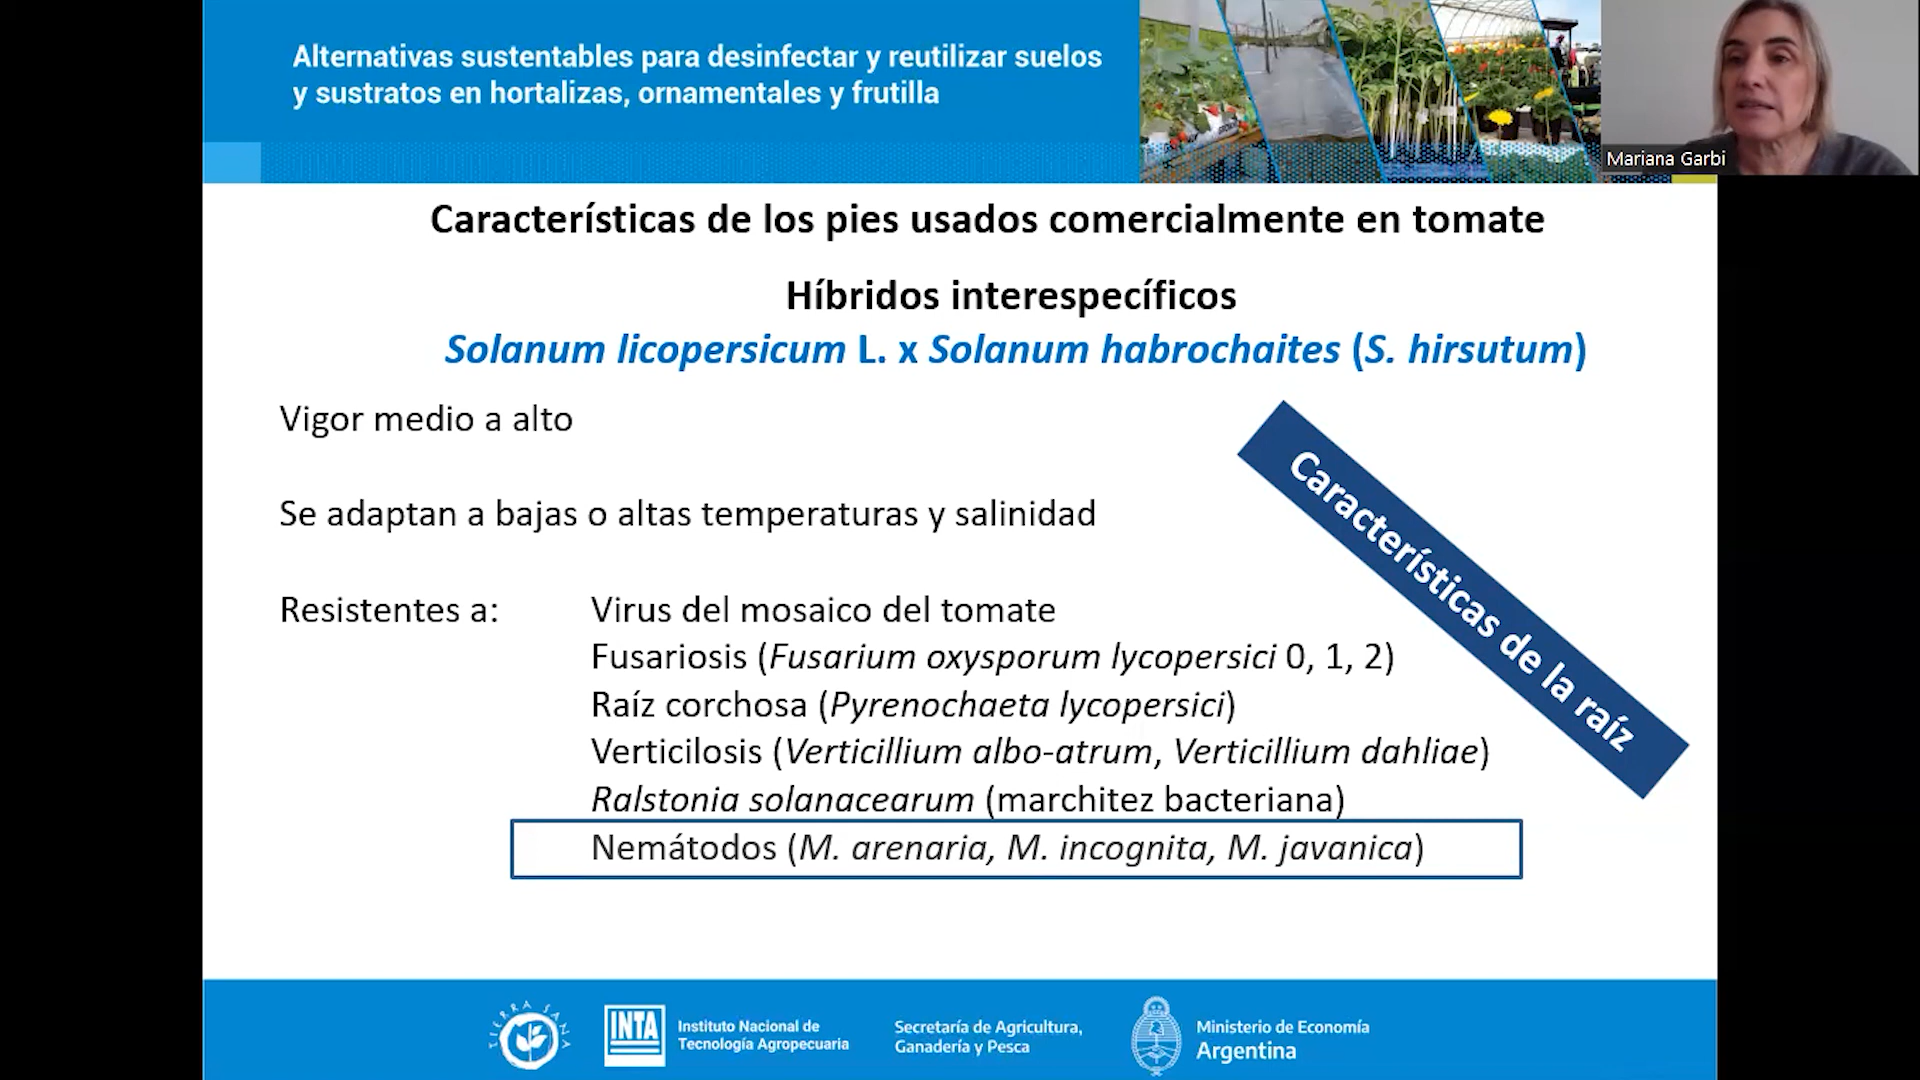 Alternativas sustentables para desinfectar y reutilizar suelos
y sustratos en hortalizas, ornamentales y frutilla
Mariana Garbi
Características de los pies usados comercialmente en tomate
Híbridos interespecíficos
Solanum licopersicum L. x Solanum habrochaites (S. hirsutum)
Vigor medio a alto
Se adaptan a bajas o altas temperaturas y salinidad
Características de la raíz
Resistentes a: Virus del mosaico del tomate
Fusariosis (Fusarium oxysporum lycopersici 0, 1, 2)
Raíz corchosa (Pyrenochaeta lycopersici)
Verticilosis (Verticillium albo-atrum, Verticillium dahliae)
Ralstonia solanacearum (marchitez bacteriana)
Nemátodos (M. arenaria, M. incognita, M. javanica)
TIERRA SANA
INTA
Instituto Nacional de
Tecnología Agropecuaria
Secretaría de Agricultura,
Ganadería y Pesca
Ministerio de Economía
Argentina